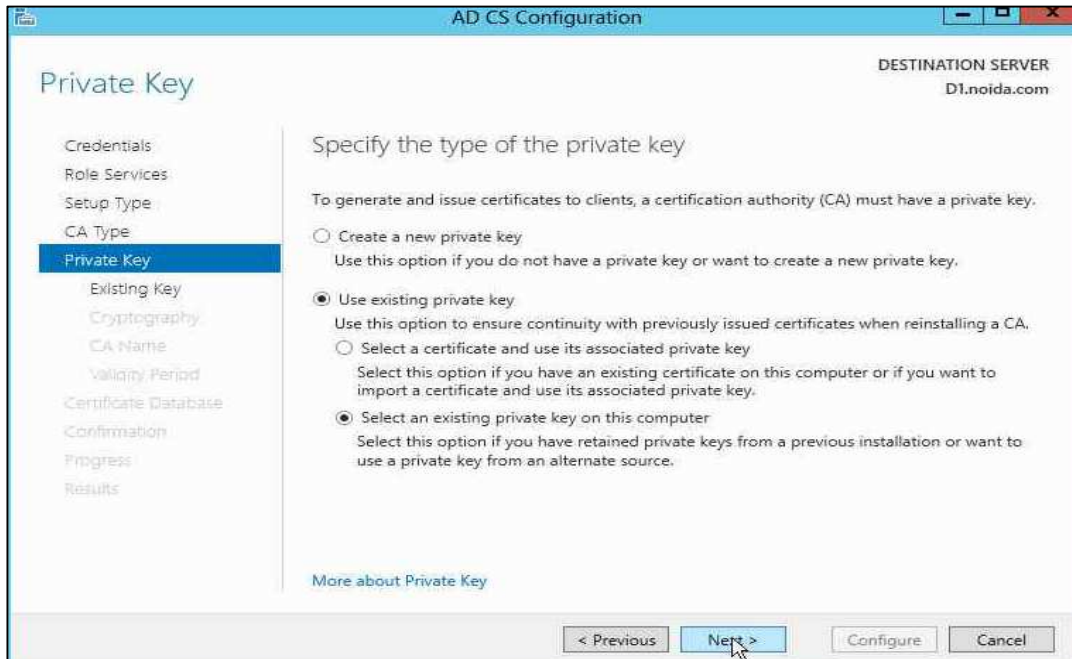 AD CS Configuration
Private Key
DESTINATION SERVER
D1.noida.com
Credentials
Role Services
Setup Type
CA Type
Private Key
Existing Key
Cryptography
CA Name
Validity Period
Certificate Database
Confirmation
Progress
Results
Specify the type of the private key
To generate and issue certificates to clients, a certification authority (CA) must have a private key.
Create a new private key
Use this option if you do not have a private key or want to create a new private key.
Use existing private key
Use this option to ensure continuity with previously issued certificates when reinstalling a CA.
Select a certificate and use its associated private key
Select this option if you have an existing certificate on this computer or if you want to
import a certificate and use its associated private key.
Select an existing private key on this computer
Select this option if you have retained private keys from a previous installation or want to
use a private key from an alternate source.
More about Private Key
< Previous
Next >
Configure
Cancel